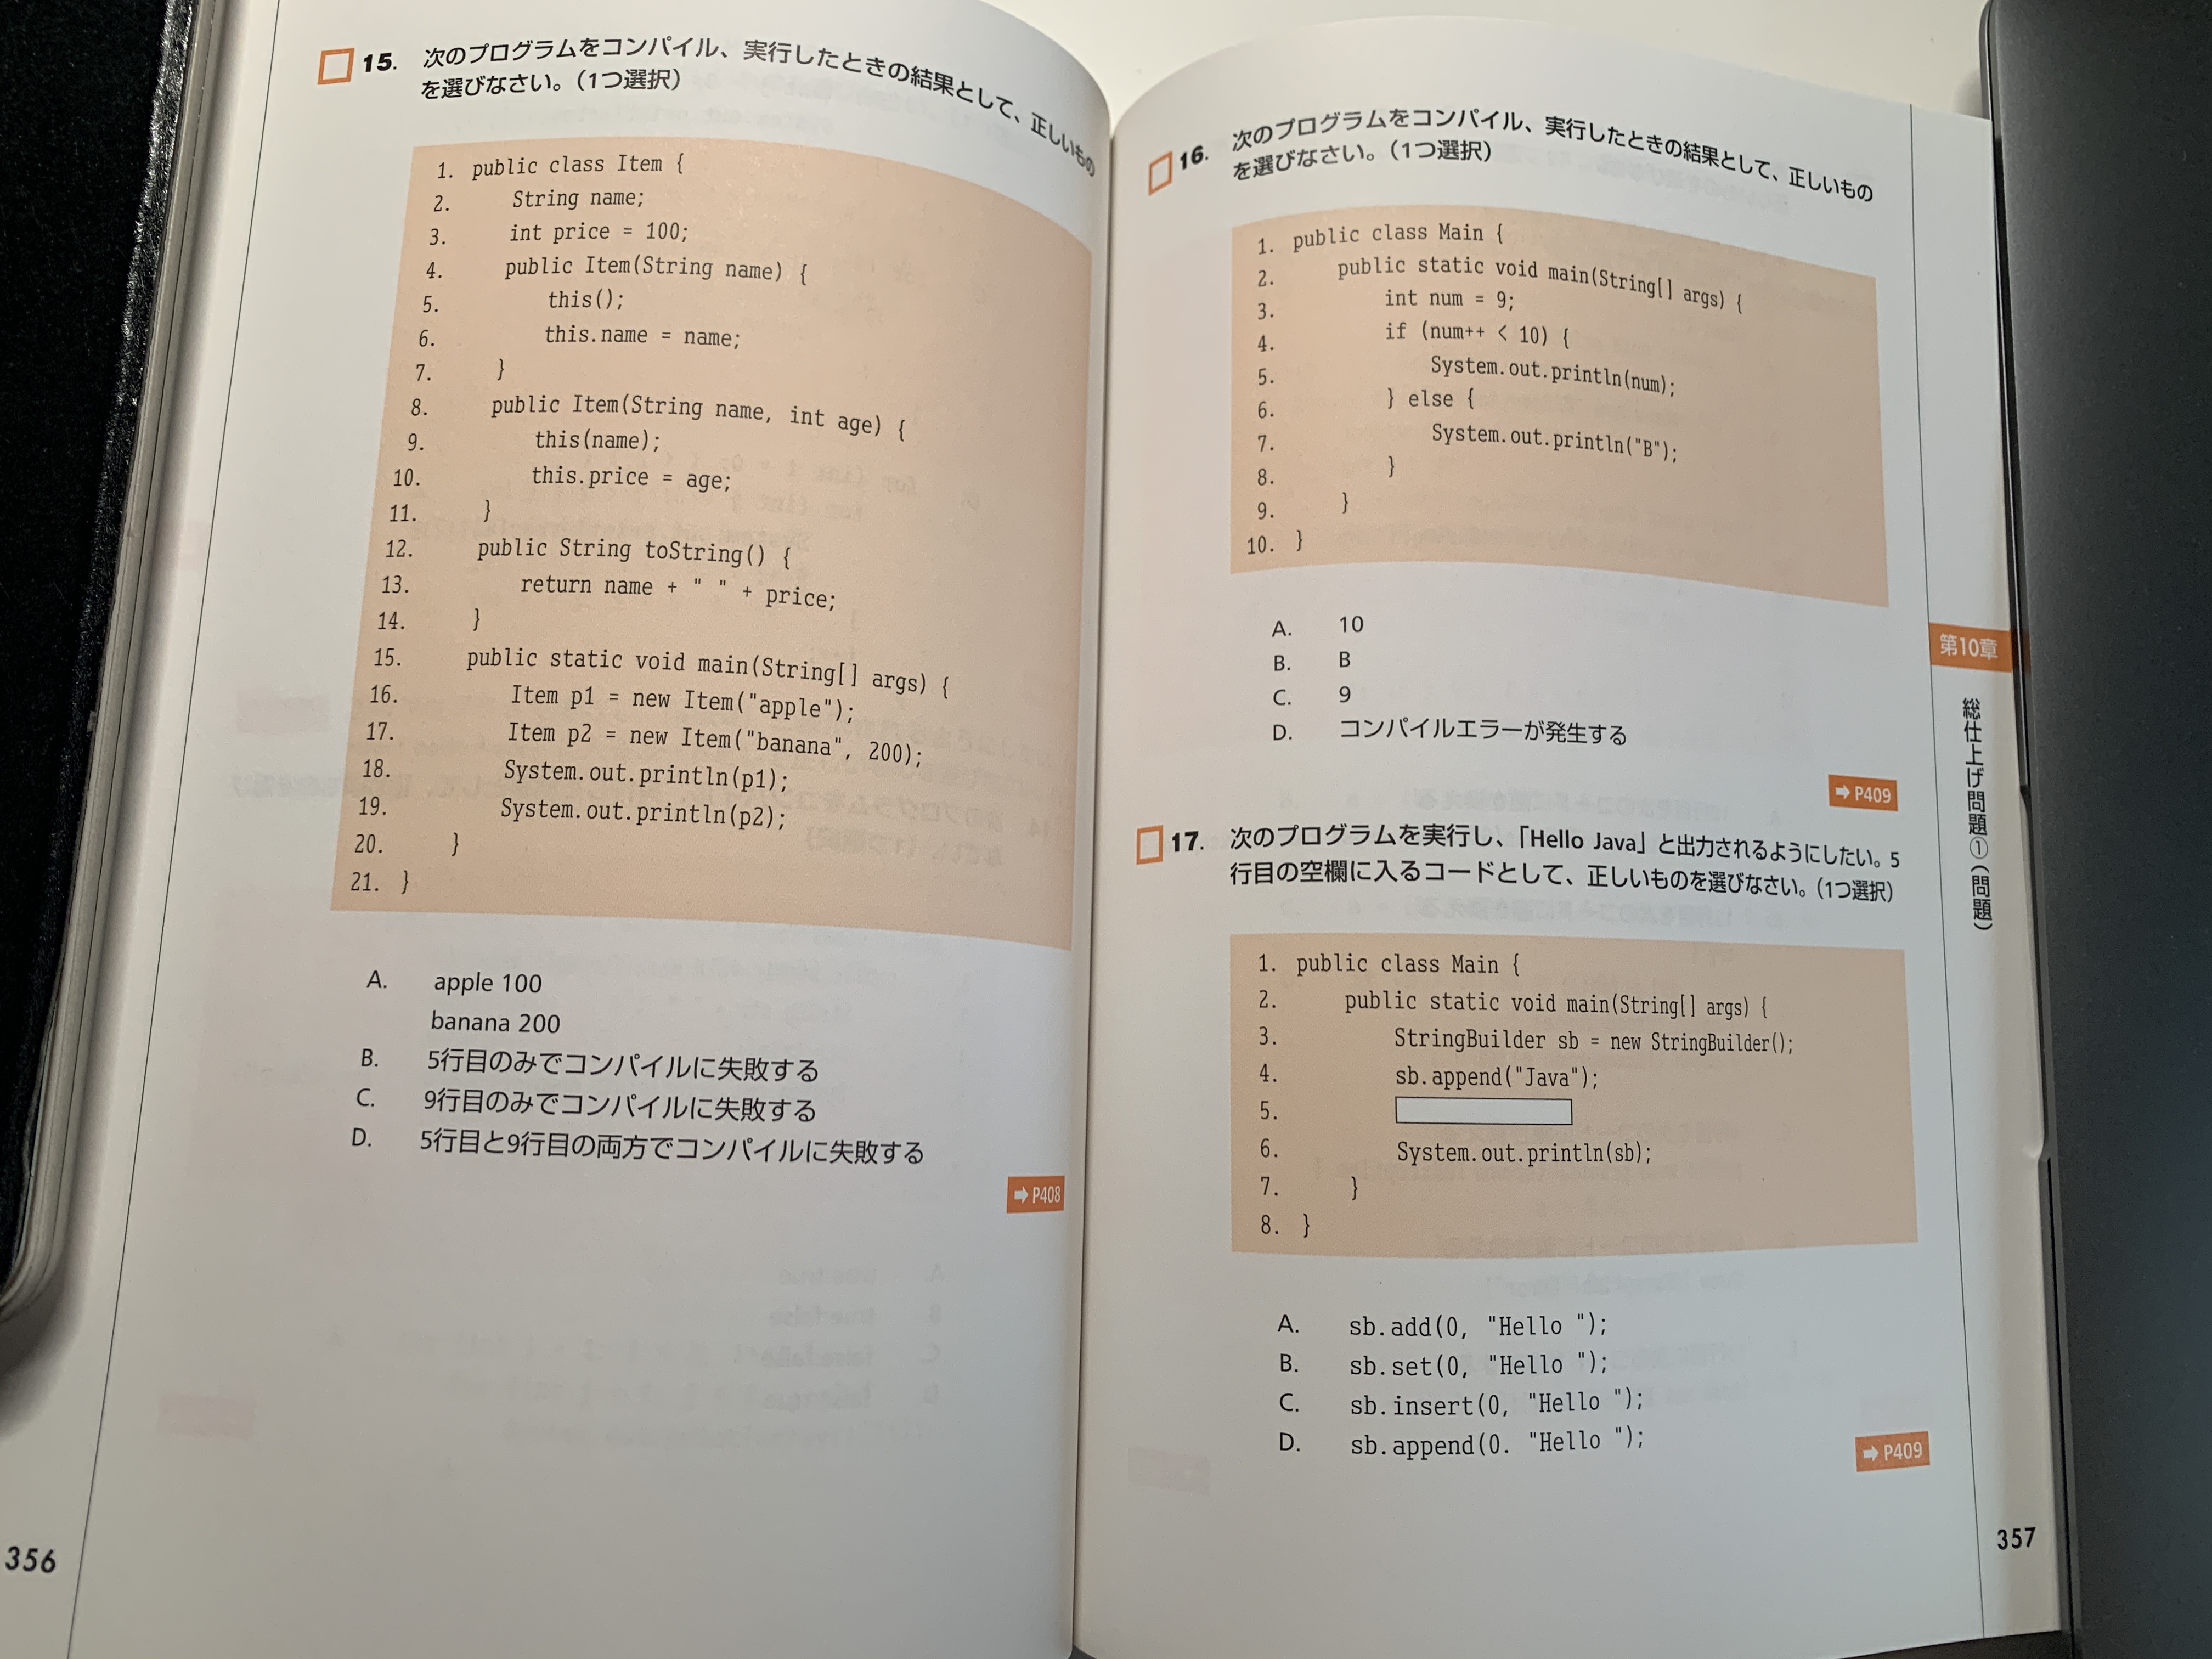 15. 次のプログラムをコンパイル、実行したときの結果として、正しいもの
を選びなさい。（1つ選択）
1. public class Item {
2. String name;
3. int price = 100;
4. public Item(String name) {
5. this();
6. this.name = name;
7. }
8. public Item(String name, int age) {
9. this(name);
10. this.price = age;
11. }
12. public String toString() {
13. return name + " " + price;
14. }
15. public static void main(String[] args) {
16. Item p1 = new Item("apple");
17. Item p2 = new Item("banana", 200);
18. System.out.println(p1);
19. System.out.println(p2);
20. }
21. }
A. apple 100
banana 200
B. 5行目のみでコンパイルに失敗する
C. 9行目のみでコンパイルに失敗する
D. 5行目と9行目の両方でコンパイルに失敗する
➡ P408
356
16. 次のプログラムをコンパイル、実行したときの結果として、正しいもの
を選びなさい。（1つ選択）
1. public class Main {
2. public static void main(String[] args) {
3. int num = 9;
4. if (num++ < 10) {
5. System.out.println(num);
6. } else {
7. System.out.println("B");
8. }
9. }
10. }
A. 10
B. B
C. 9
D. コンパイルエラーが発生する
➡ P409
17. 次のプログラムを実行し、「Hello Java」と出力されるようにしたい。5
行目の空欄に入るコードとして、正しいものを選びなさい。（1つ選択）
1. public class Main {
2. public static void main(String[] args) {
3. StringBuilder sb = new StringBuilder();
4. sb.append("Java");
5.
6. System.out.println(sb);
7. }
8. }
A. sb.add(0, "Hello ");
B. sb.set(0, "Hello ");
C. sb.insert(0, "Hello ");
D. sb.append(0. "Hello ");
➡ P409
第10章
総仕上げ問題①（問題）
357